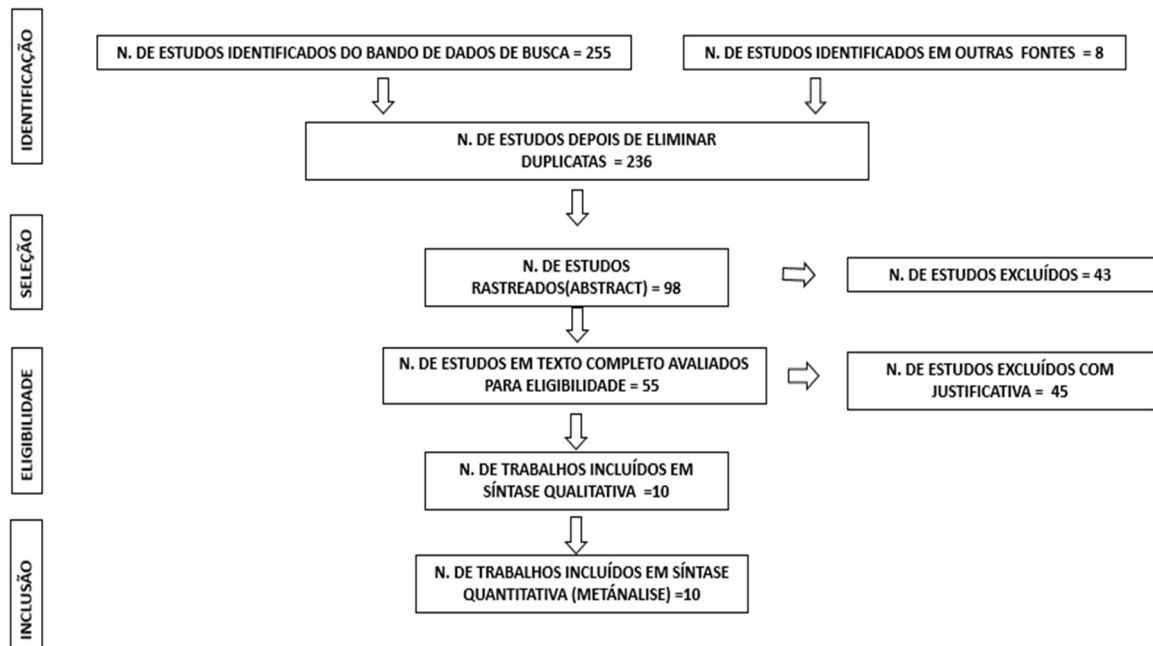 IDENTIFICAÇÃO
N. DE ESTUDOS IDENTIFICADOS DO BANDO DE DADOS DE BUSCA = 255
N. DE ESTUDOS IDENTIFICADOS EM OUTRAS FONTES = 8
N. DE ESTUDOS DEPOIS DE ELIMINAR
DUPLICATAS = 236
SELEÇÃO
N. DE ESTUDOS
RASTREADOS(ABSTRACT) = 98
N. DE ESTUDOS EXCLUÍDOS = 43
ELIGIBILIDADE
N. DE ESTUDOS EM TEXTO COMPLETO AVALIADOS
PARA ELIGIBILIDADE = 55
N. DE ESTUDOS EXCLUÍDOS COM
JUSTIFICATIVA = 45
N. DE TRABALHOS INCLUÍDOS EM
SÍNTASE QUALITATIVA =10
INCLUSÃO
N. DE TRABALHOS INCLUÍDOS EM SÍNTASE
QUANTITATIVA (METÁNALISE) =10